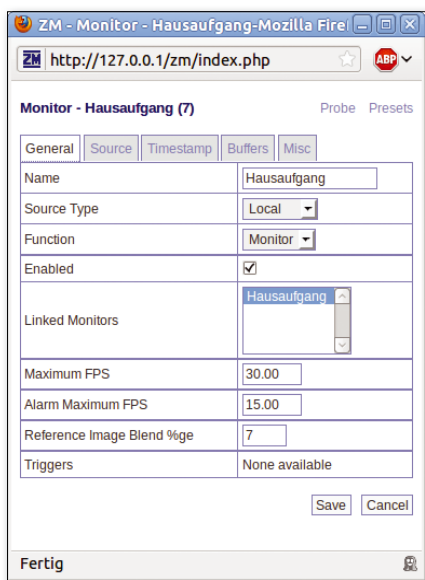 ZM - Monitor - Hausaufgang-Mozilla Firef
ZM http://127.0.0.1/zm/index.php ABP
Monitor - Hausaufgang (7) Probe Presets
General Source Timestamp Buffers Misc
Name Hausaufgang
Source Type Local
Function Monitor
Enabled
Linked Monitors Hausaufgang
Maximum FPS 30.00
Alarm Maximum FPS 15.00
Reference Image Blend %ge 7
Triggers None available
Save Cancel
Fertig